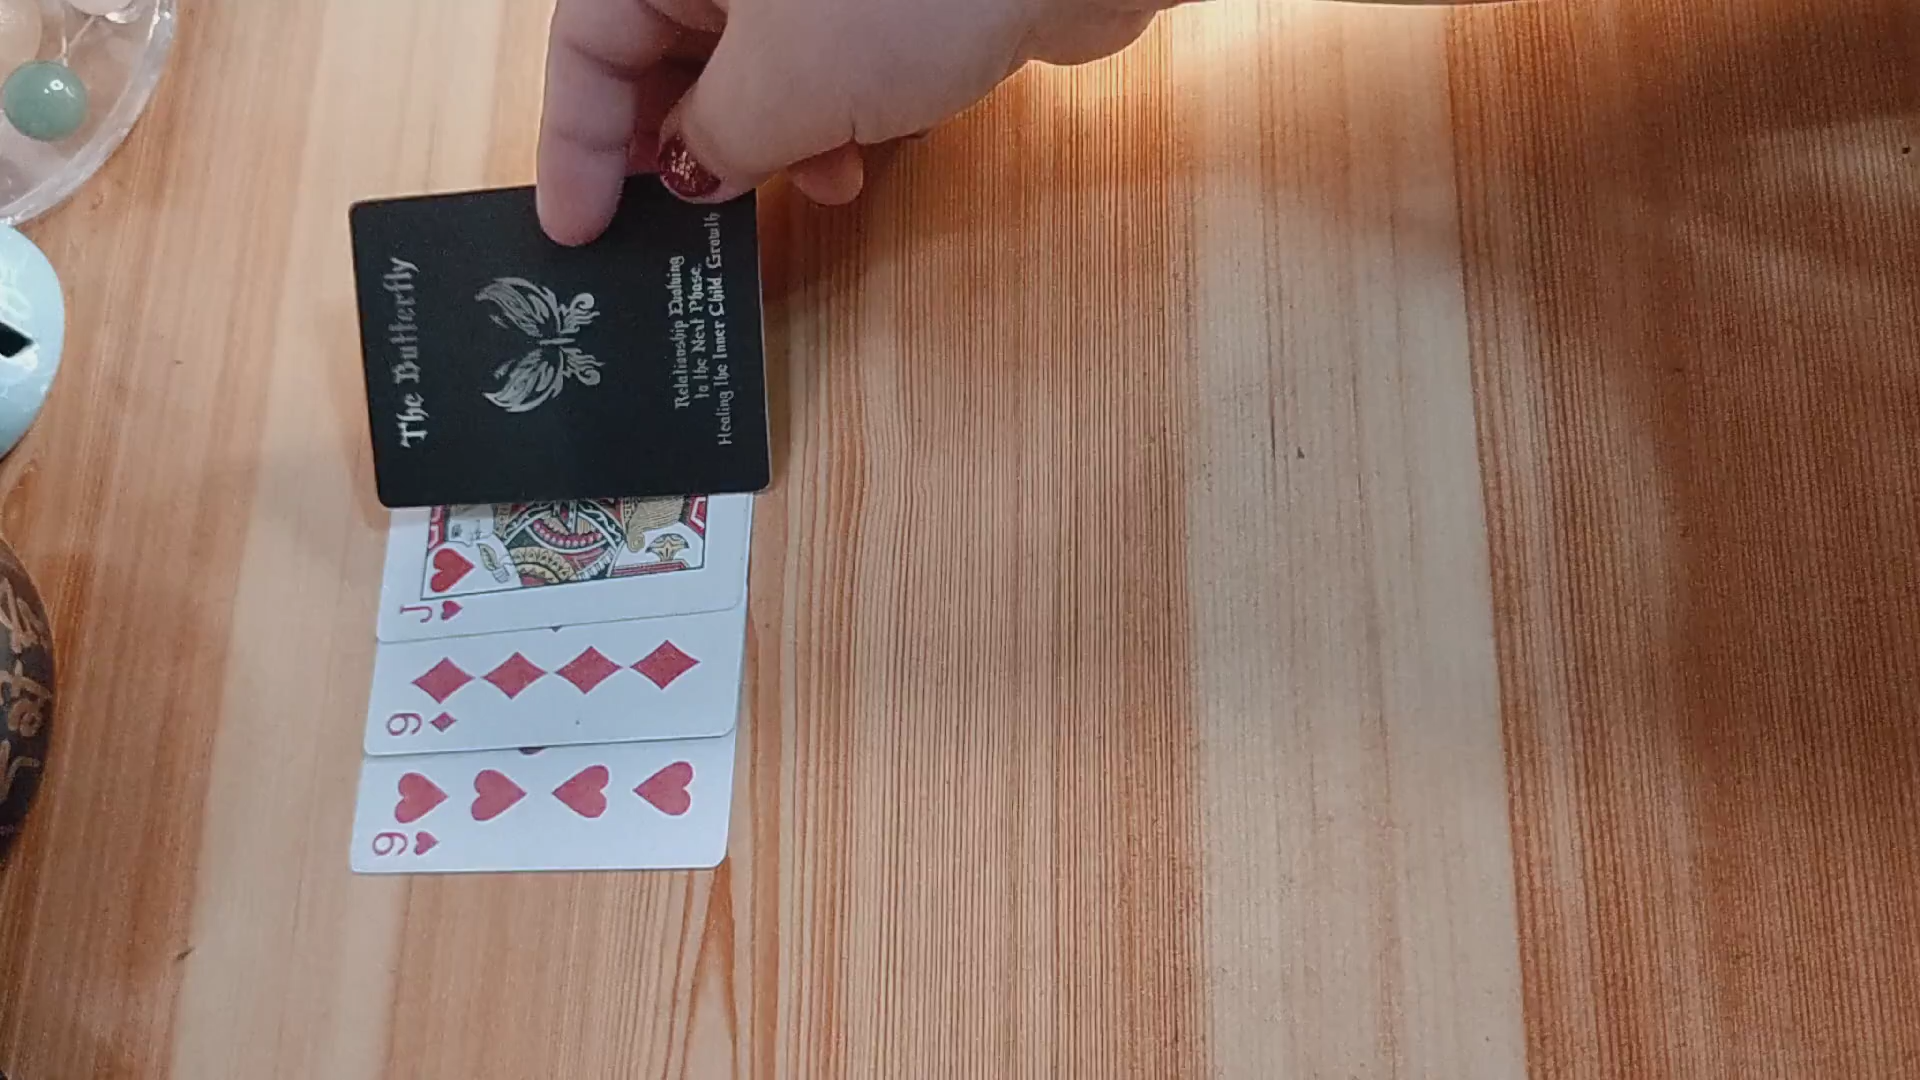 The Butterfly
Relationship Evolving
to the Next Phase.
Healing the Inner Child. Growth
J
9
9